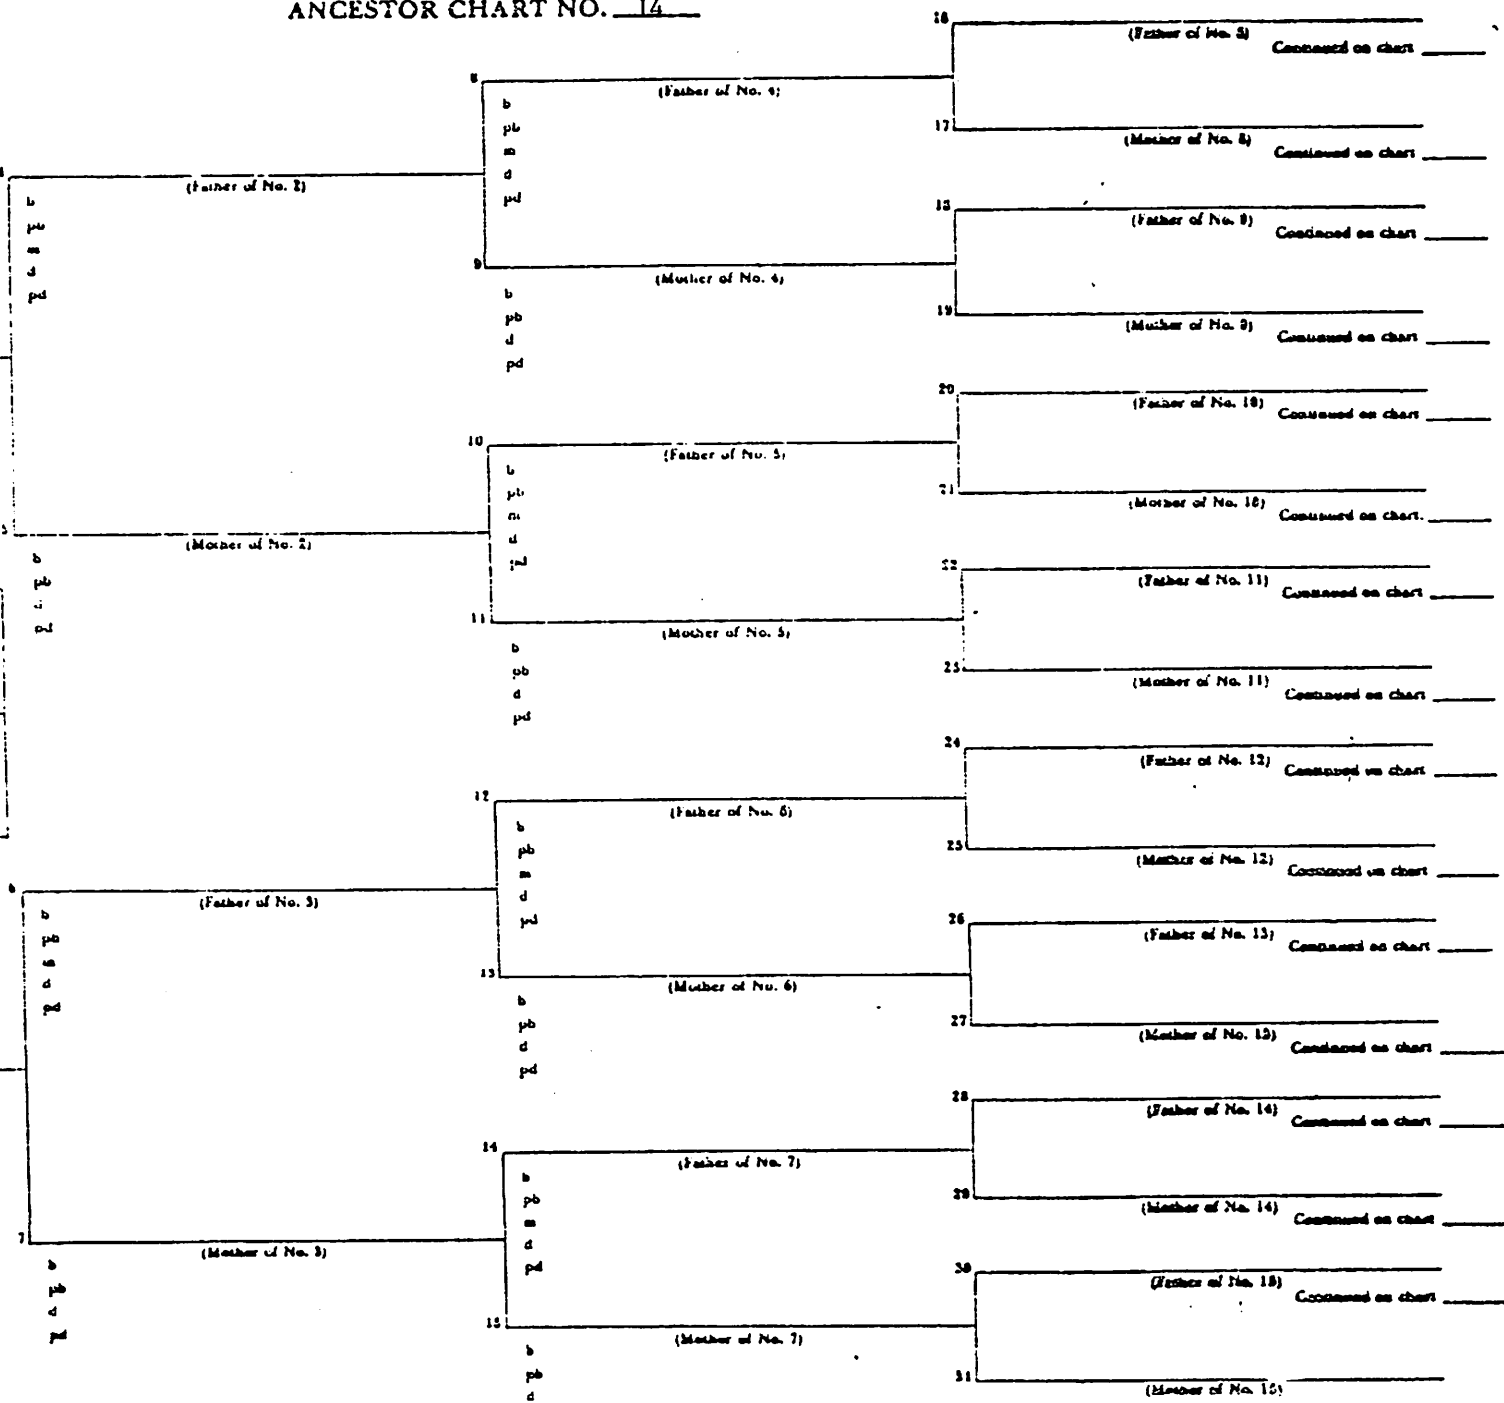 ANCESTOR CHART NO. 14
16
(Father of No. 8)
Continued on chart
8
(Father of No. 4)
b
pb
m
d
pd
17
(Mother of No. 8)
Continued on chart
4
(Father of No. 2)
b
pb
m
d
pd
18
(Father of No. 9)
Continued on chart
9
(Mother of No. 4)
b
pb
d
pd
19
(Mother of No. 9)
Continued on chart
20
(Father of No. 10)
Continued on chart
10
(Father of No. 5)
b
pb
m
d
pd
21
(Mother of No. 10)
Continued on chart
5
(Mother of No. 2)
b
pb
d
pd
22
(Father of No. 11)
Continued on chart
11
(Mother of No. 5)
b
pb
d
pd
23
(Mother of No. 11)
Continued on chart
24
(Father of No. 12)
Continued on chart
12
(Father of No. 6)
b
pb
m
d
pd
25
(Mother of No. 12)
Continued on chart
6
(Father of No. 3)
b
pb
m
d
pd
26
(Father of No. 13)
Continued on chart
13
(Mother of No. 6)
b
pb
d
pd
27
(Mother of No. 13)
Continued on chart
28
(Father of No. 14)
Continued on chart
14
(Father of No. 7)
b
pb
m
d
pd
29
(Mother of No. 14)
Continued on chart
7
(Mother of No. 3)
b
pb
d
pd
30
(Father of No. 15)
Continued on chart
15
(Mother of No. 7)
b
pb
d
31
(Mother of No. 15)